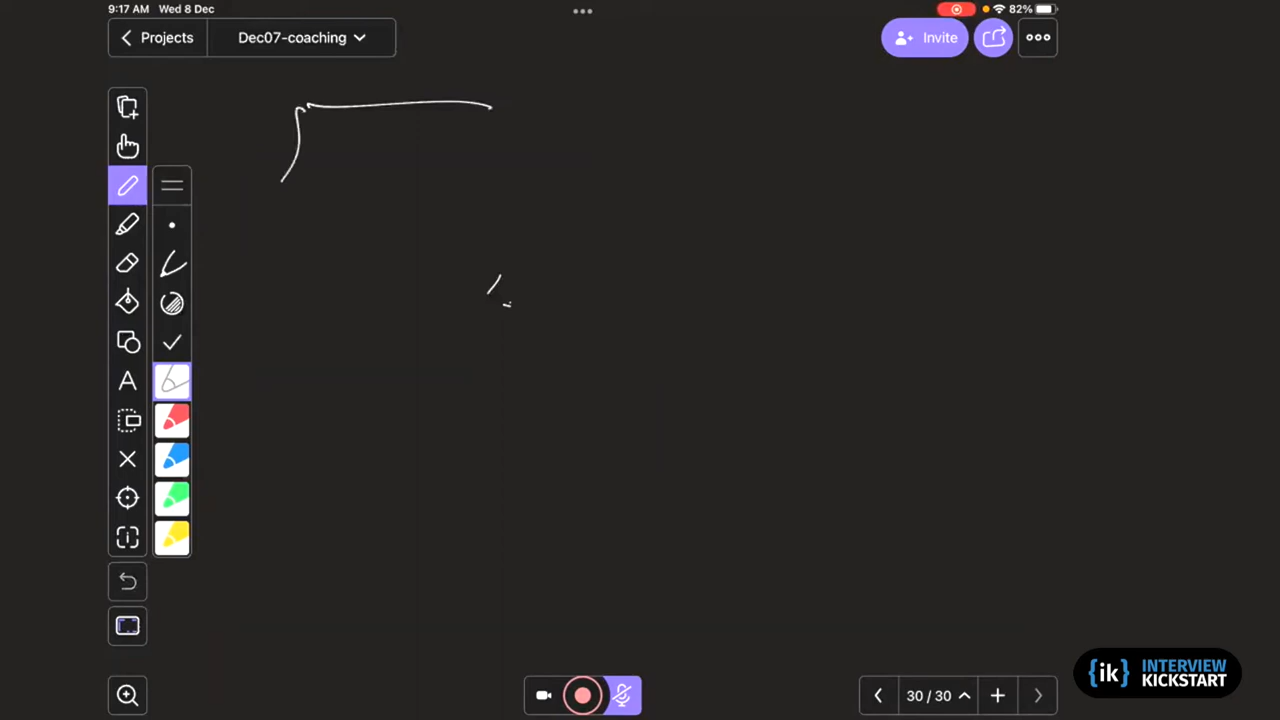 9:17 AM Wed 8 Dec
82%
Projects
Dec07-coaching
Invite
A
30 / 30
{ik} INTERVIEW
KICKSTART